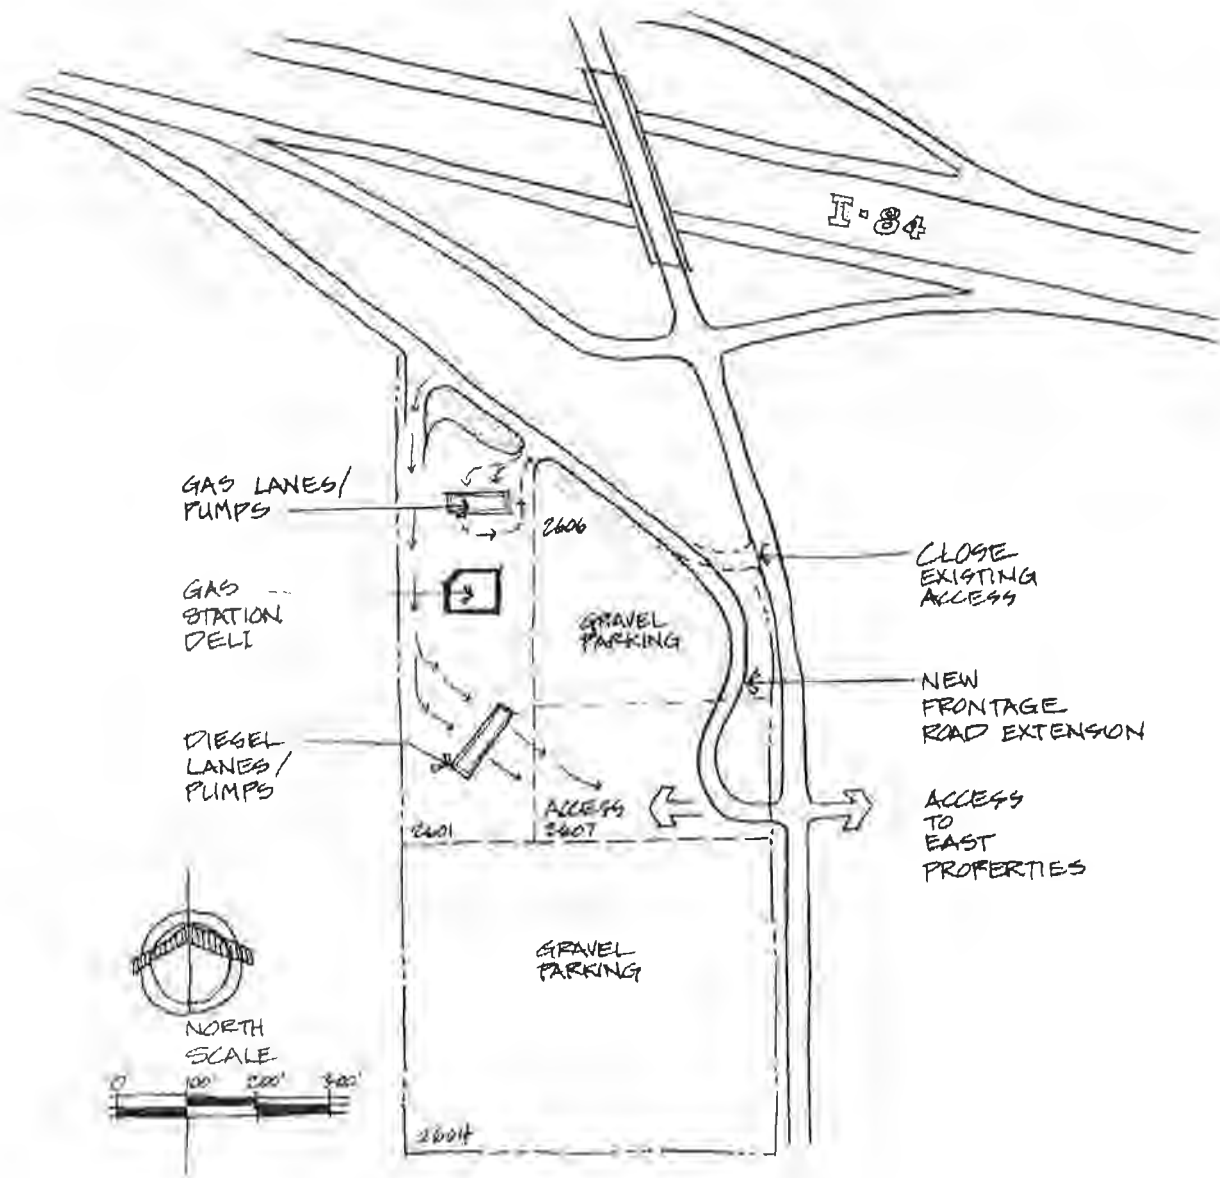 I-84
GAS LANES/
PUMPS
2606
CLOSE
EXISTING
ACCESS
GAS
STATION
DELI
GRAVEL
PARKING
NEW
FRONTAGE
ROAD EXTENSION
DIESEL
LANES/
PUMPS
ACCESS
TO
EAST
PROPERTIES
ACCESS
2601
2607
GRAVEL
PARKING
NORTH
SCALE
0' 100' 200' 300'